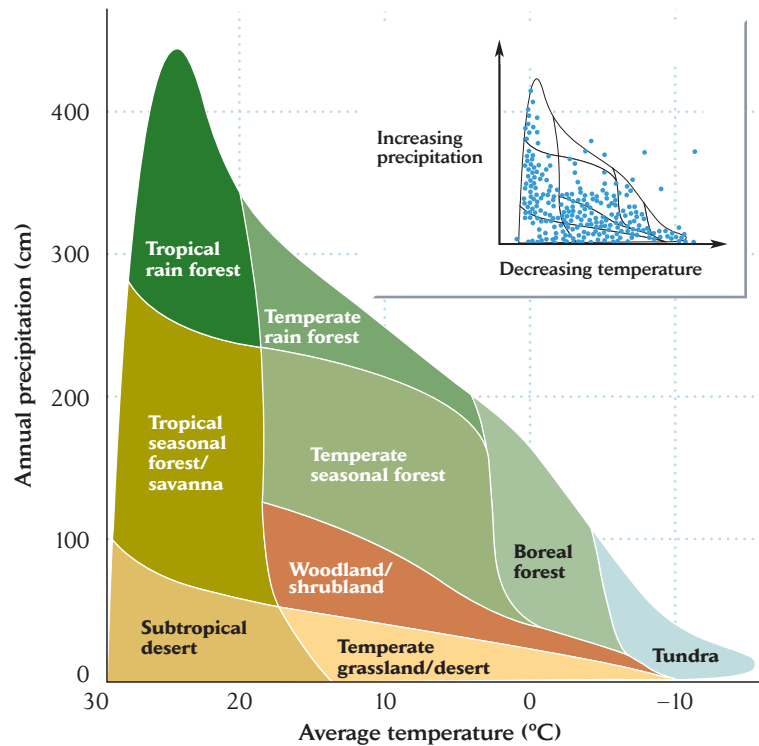 400
300
200
100
0
30
20
10
0
−10
Annual precipitation (cm)
Average temperature (ºC)
Tropical
rain forest
Temperate
rain forest
Tropical
seasonal
forest/
savanna
Temperate
seasonal forest
Boreal
forest
Woodland/
shrubland
Subtropical
desert
Temperate
grassland/desert
Tundra
Increasing
precipitation
Decreasing temperature